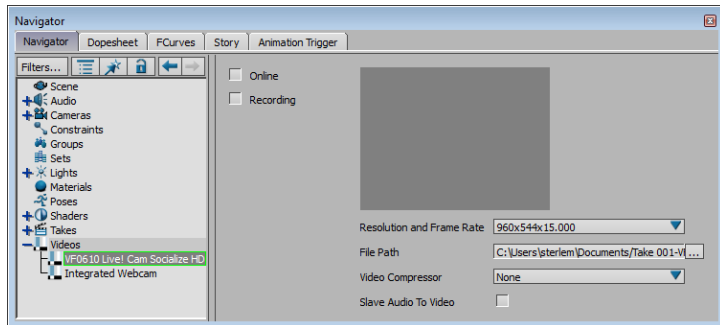 Navigator
Navigator Dopesheet FCurves Story Animation Trigger
Filters...
Scene
Audio
Cameras
Constraints
Groups
Sets
Lights
Materials
Poses
Shaders
Takes
Videos
VF0610 Live! Cam Socialize HD
Integrated Webcam
Online
Recording
Resolution and Frame Rate 960x544x15.000
File Path C:\Users\sterlem\Documents/Take 001-VI ...
Video Compressor None
Slave Audio To Video